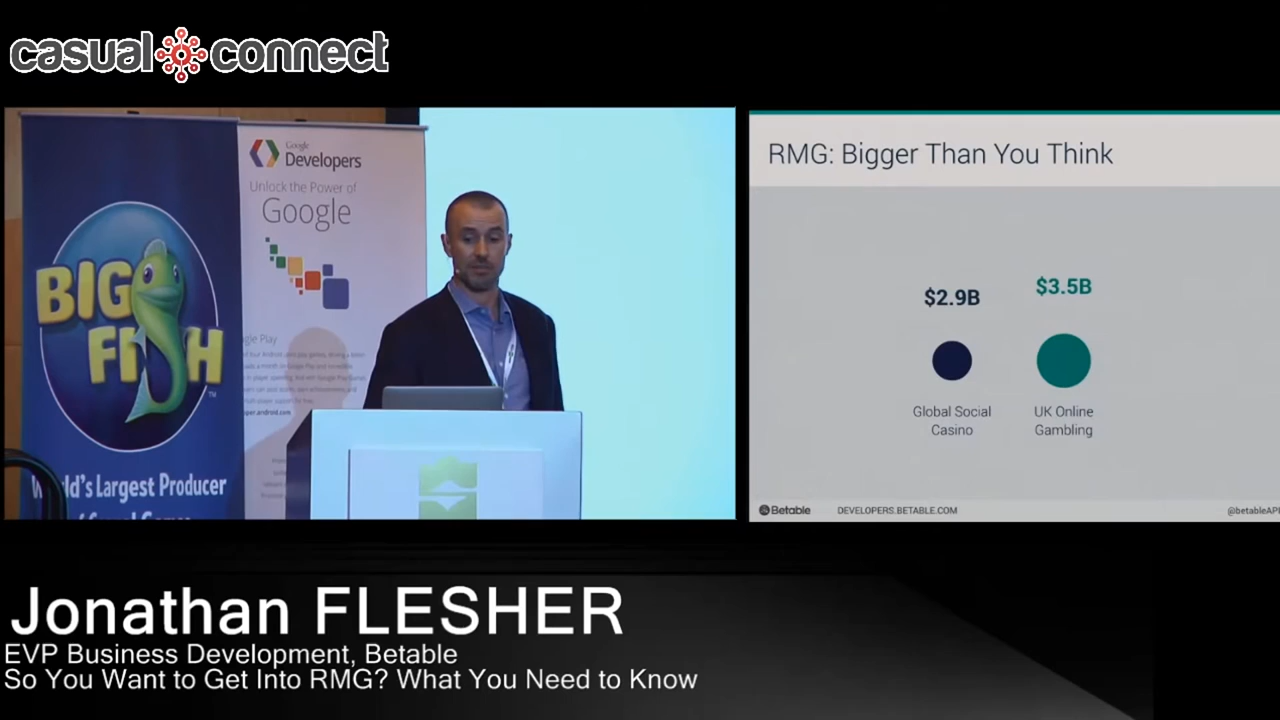 casual connect
BIG
FISH
TM
World's Largest Producer
Google
Developers
Unlock the Power of
Google
RMG: Bigger Than You Think
$2.9B
$3.5B
Global Social
Casino
UK Online
Gambling
Betable
DEVELOPERS.BETABLE.COM
@betableAPI
Jonathan FLESHER
EVP Business Development, Betable
So You Want to Get Into RMG? What You Need to Know